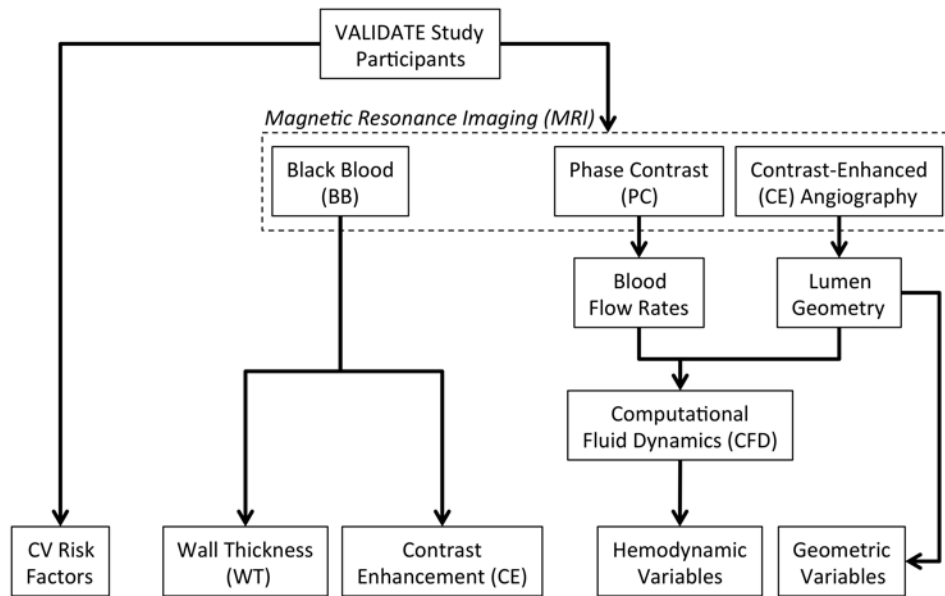 VALIDATE Study
Participants
Magnetic Resonance Imaging (MRI)
Black Blood
(BB)
Phase Contrast
(PC)
Contrast-Enhanced
(CE) Angiography
Blood
Flow Rates
Lumen
Geometry
Computational
Fluid Dynamics (CFD)
CV Risk
Factors
Wall Thickness
(WT)
Contrast
Enhancement (CE)
Hemodynamic
Variables
Geometric
Variables